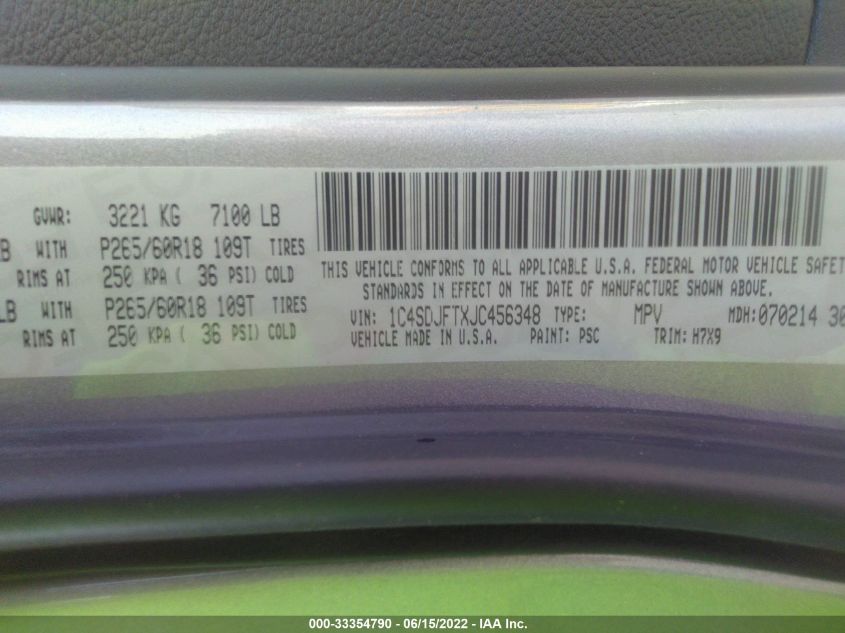 GVWR: 3221 KG 7100 LB
LB WITH P265/60R18 109T TIRES
RIMS AT 250 KPA ( 36 PSI) COLD
LB WITH P265/60R18 109T TIRES
RIMS AT 250 KPA ( 36 PSI) COLD
THIS VEHICLE CONFORMS TO ALL APPLICABLE U.S.A. FEDERAL MOTOR VEHICLE SAFET
STANDARDS IN EFFECT ON THE DATE OF MANUFACTURE SHOWN ABOVE.
VIN: 1C4SDJFTXJC456348 TYPE: MPV MDH:070214 30
VEHICLE MADE IN U.S.A. PAINT: PSC TRIM: H7X9
000-33354790 - 06/15/2022 - IAA Inc.